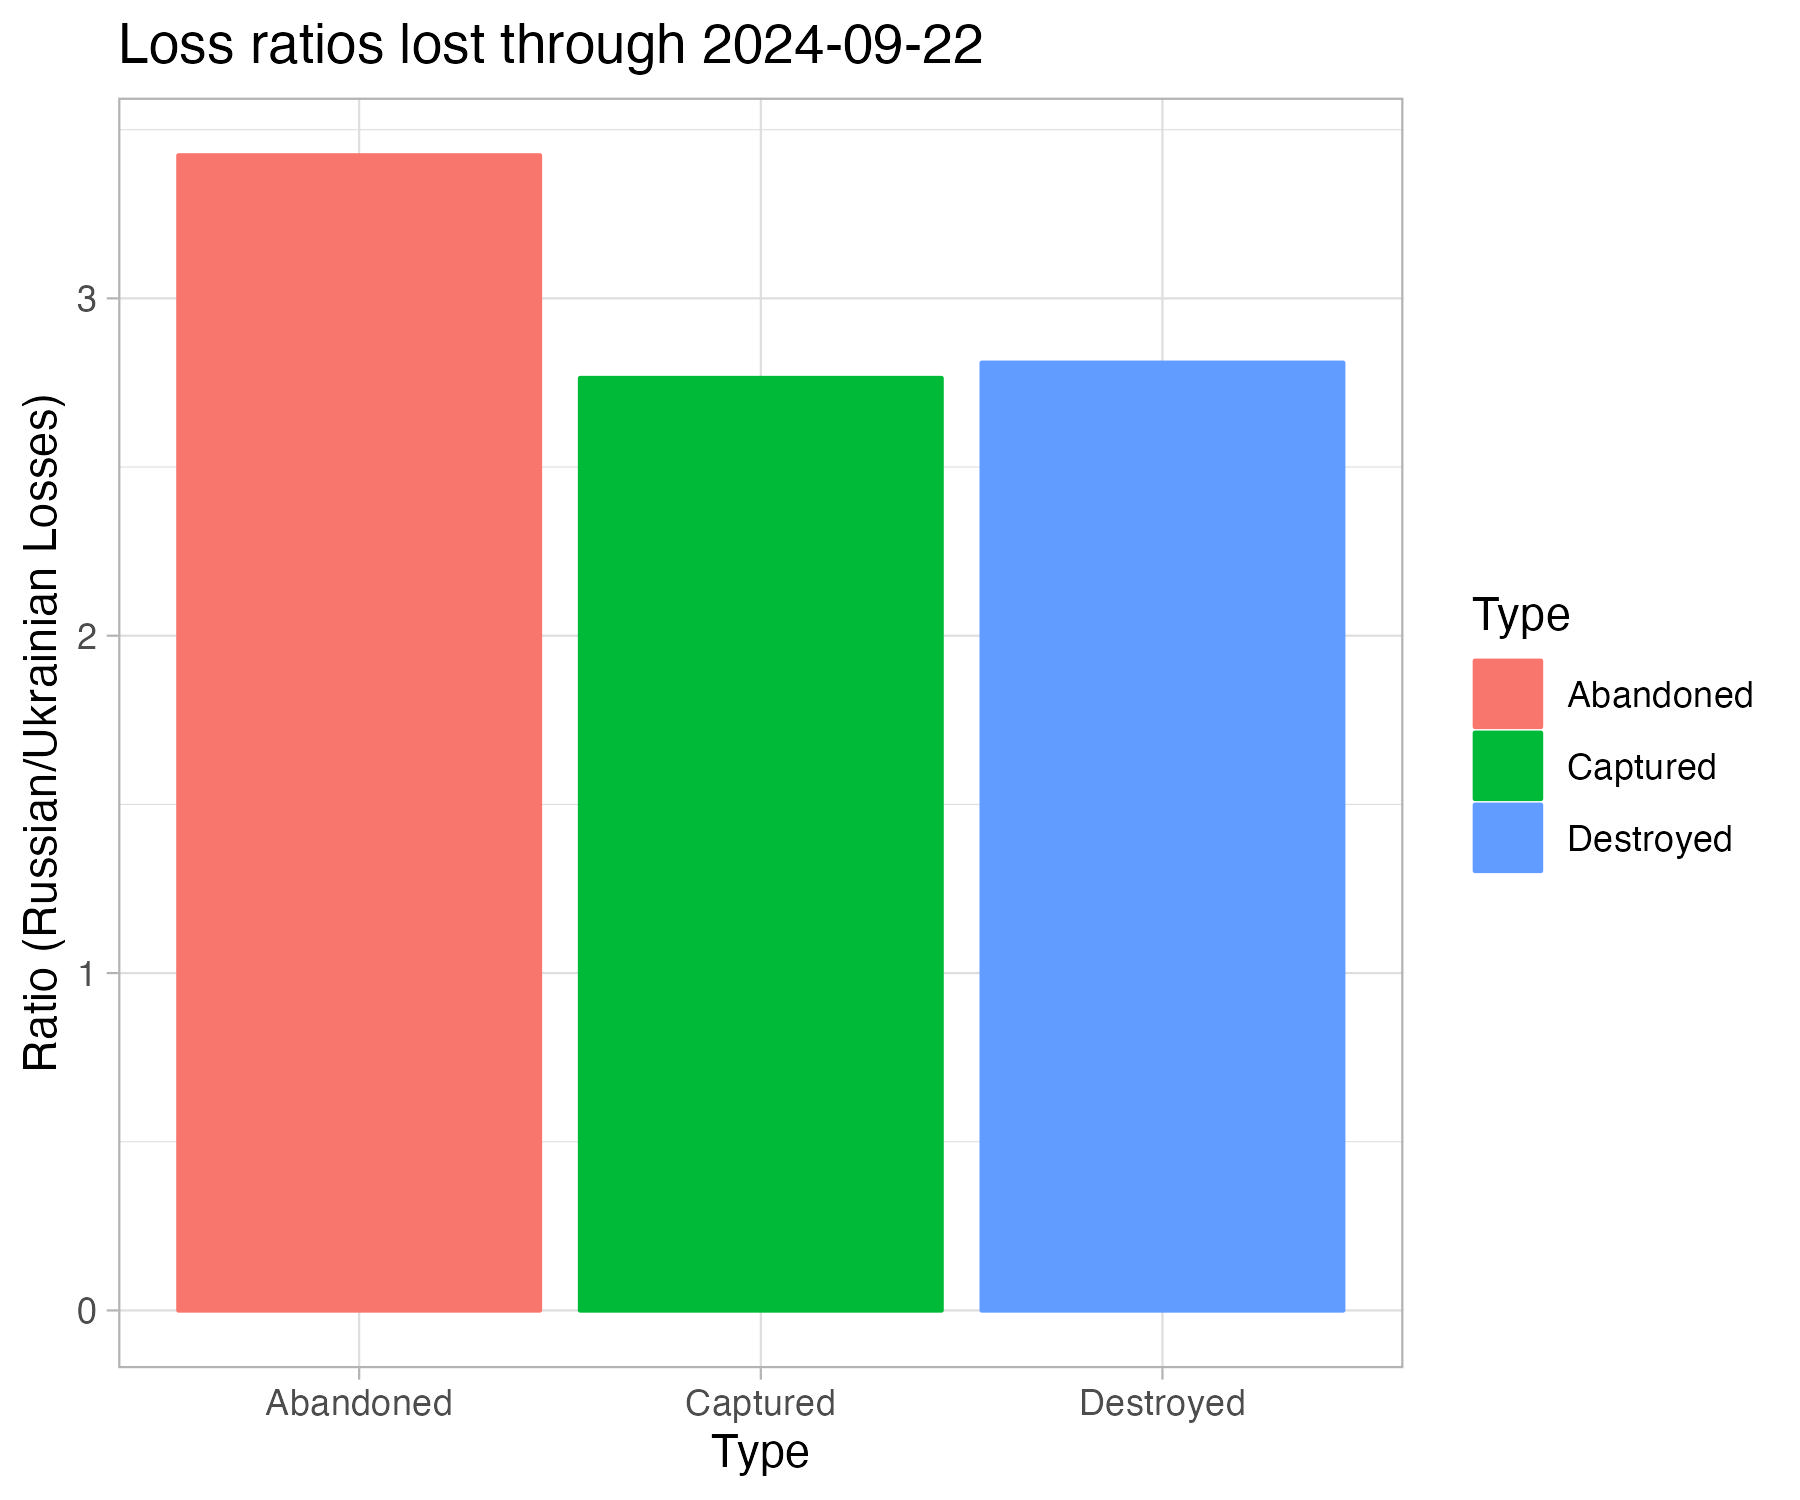 Loss ratios lost through 2024-09-22
Ratio (Russian/Ukrainian Losses)
3
2
1
0
Abandoned
Captured
Destroyed
Type
Type
Abandoned
Captured
Destroyed